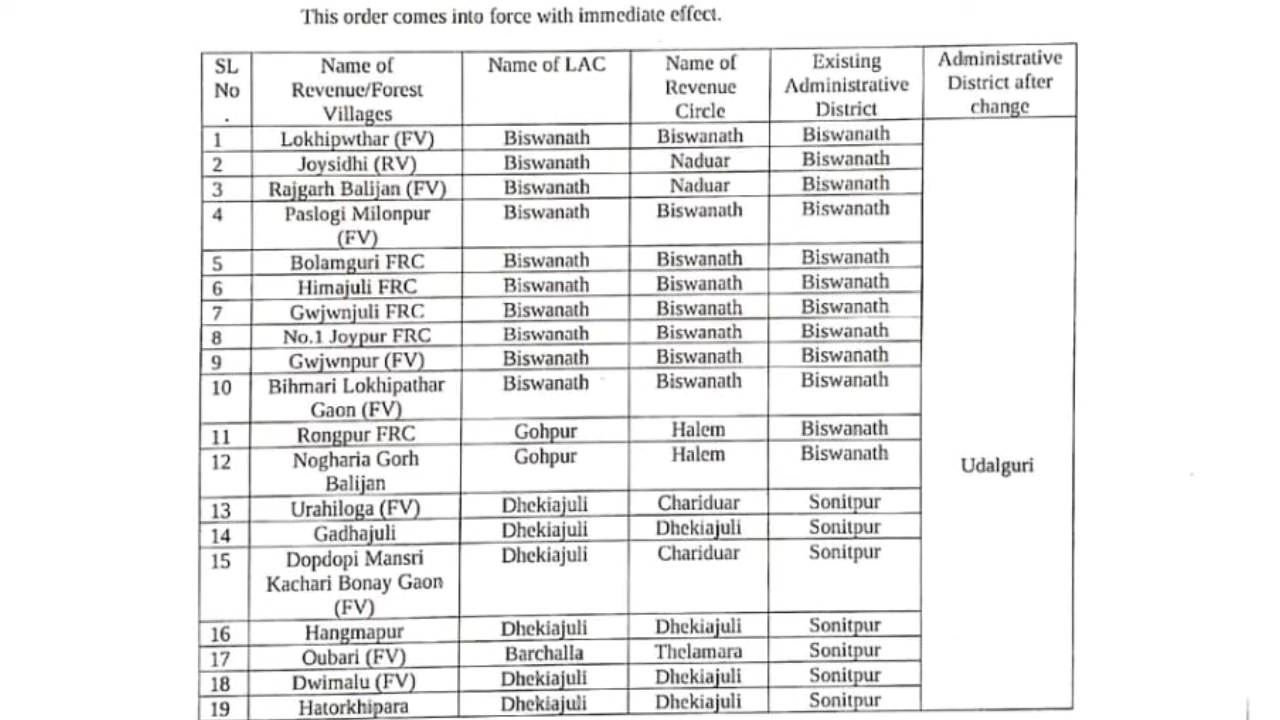 This order comes into force with immediate effect.
SL No . | Name of Revenue/Forest Villages | Name of LAC | Name of Revenue Circle | Existing Administrative District | Administrative District after change
1 | Lokhipwthar (FV) | Biswanath | Biswanath | Biswanath
2 | Joysidhi (RV) | Biswanath | Naduar | Biswanath
3 | Rajgarh Balijan (FV) | Biswanath | Naduar | Biswanath
4 | Paslogi Milonpur (FV) | Biswanath | Biswanath | Biswanath
5 | Bolamguri FRC | Biswanath | Biswanath | Biswanath
6 | Himajuli FRC | Biswanath | Biswanath | Biswanath
7 | Gwjwnjuli FRC | Biswanath | Biswanath | Biswanath
8 | No.1 Joypur FRC | Biswanath | Biswanath | Biswanath
9 | Gwjwnpur (FV) | Biswanath | Biswanath | Biswanath
10 | Bihmari Lokhipathar Gaon (FV) | Biswanath | Biswanath | Biswanath
11 | Rongpur FRC | Gohpur | Halem | Biswanath
12 | Nogharia Gorh Balijan | Gohpur | Halem | Biswanath | Udalguri
13 | Urahiloga (FV) | Dhekiajuli | Chariduar | Sonitpur
14 | Gadhajuli | Dhekiajuli | Dhekiajuli | Sonitpur
15 | Dopdopi Mansri Kachari Bonay Gaon (FV) | Dhekiajuli | Chariduar | Sonitpur
16 | Hangmapur | Dhekiajuli | Dhekiajuli | Sonitpur
17 | Oubari (FV) | Barchalla | Thelamara | Sonitpur
18 | Dwimalu (FV) | Dhekiajuli | Dhekiajuli | Sonitpur
19 | Hatorkhipara | Dhekiajuli | Dhekiajuli | Sonitpur